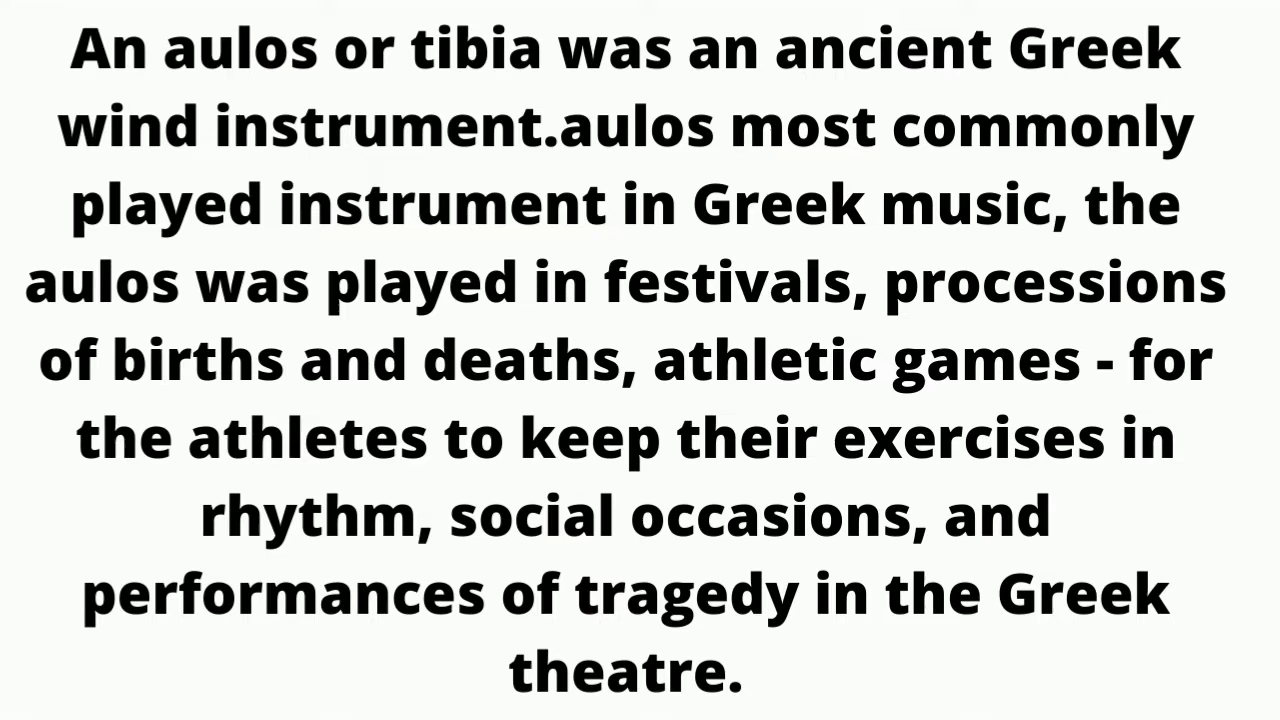 An aulos or tibia was an ancient Greek
wind instrument.aulos most commonly
played instrument in Greek music, the
aulos was played in festivals, processions
of births and deaths, athletic games - for
the athletes to keep their exercises in
rhythm, social occasions, and
performances of tragedy in the Greek
theatre.